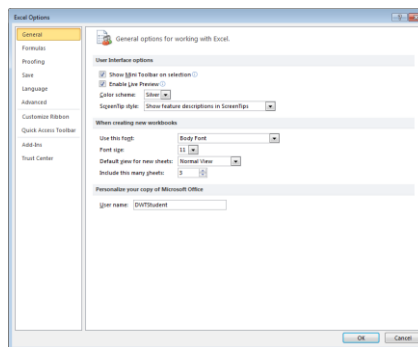 Excel Options
General
Formulas
Proofing
Save
Language
Advanced
Customize Ribbon
Quick Access Toolbar
Add-Ins
Trust Center
General options for working with Excel.
User Interface options
Show Mini Toolbar on selection
Enable Live Preview
Color scheme: Silver
ScreenTip style: Show feature descriptions in ScreenTips
When creating new workbooks
Use this font: Body Font
Font size: 11
Default view for new sheets: Normal View
Include this many sheets: 3
Personalize your copy of Microsoft Office
User name: DWTStudent
OK Cancel